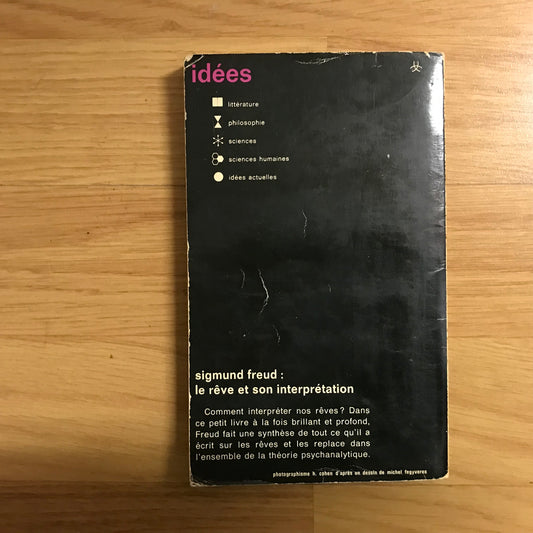 idées
littérature
philosophie
sciences
sciences humaines
idées actuelles
sigmund freud :
le rêve et son interprétation
Comment interpréter nos rêves ? Dans
ce petit livre à la fois brillant et profond,
Freud fait une synthèse de tout ce qu'il a
écrit sur les rêves et les replace dans
l'ensemble de la théorie psychanalytique.
photographisme h. cohen d'après un dessin de michel fegyveres